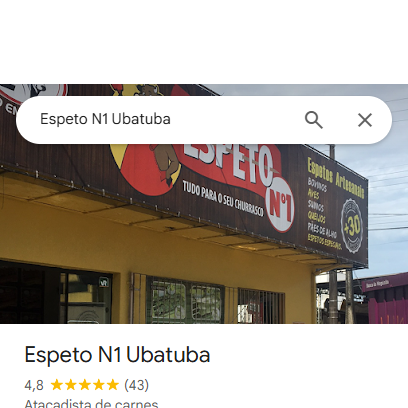 Espeto N1 Ubatuba
ESPETO
Nº1
TUDO PARA O SEU CHURRASCO
Espetos Artesanais
BOVINOS
AVES
SUÍNOS
QUEIJOS
PÃES DE ALHO
ESPETOS ESPECIAIS
+30
Espeto N1 Ubatuba
4,8 (43)
Atacadista de carnes